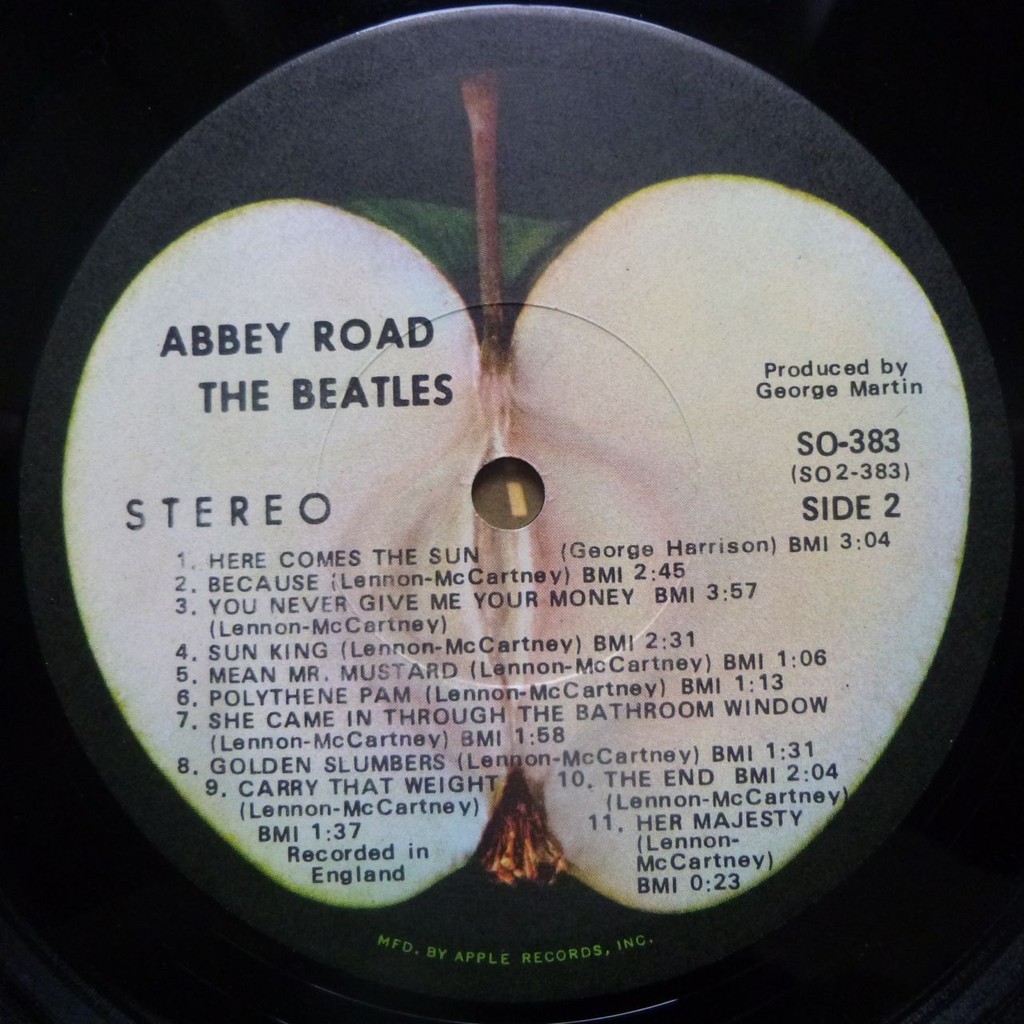 ABBEY ROAD
THE BEATLES
Produced by
George Martin
SO-383
(SO2-383)
STEREO
SIDE 2
1. HERE COMES THE SUN (George Harrison) BMI 3:04
2. BECAUSE (Lennon-McCartney) BMI 2:45
3. YOU NEVER GIVE ME YOUR MONEY BMI 3:57
(Lennon-McCartney)
4. SUN KING (Lennon-McCartney) BMI 2:31
5. MEAN MR. MUSTARD (Lennon-McCartney) BMI 1:06
6. POLYTHENE PAM (Lennon-McCartney) BMI 1:13
7. SHE CAME IN THROUGH THE BATHROOM WINDOW
(Lennon-McCartney) BMI 1:58
8. GOLDEN SLUMBERS (Lennon-McCartney) BMI 1:31
9. CARRY THAT WEIGHT
(Lennon-McCartney)
BMI 1:37
Recorded in
England
10. THE END BMI 2:04
(Lennon-McCartney)
11. HER MAJESTY
(Lennon-
McCartney)
BMI 0:23
MFD. BY APPLE RECORDS, INC.